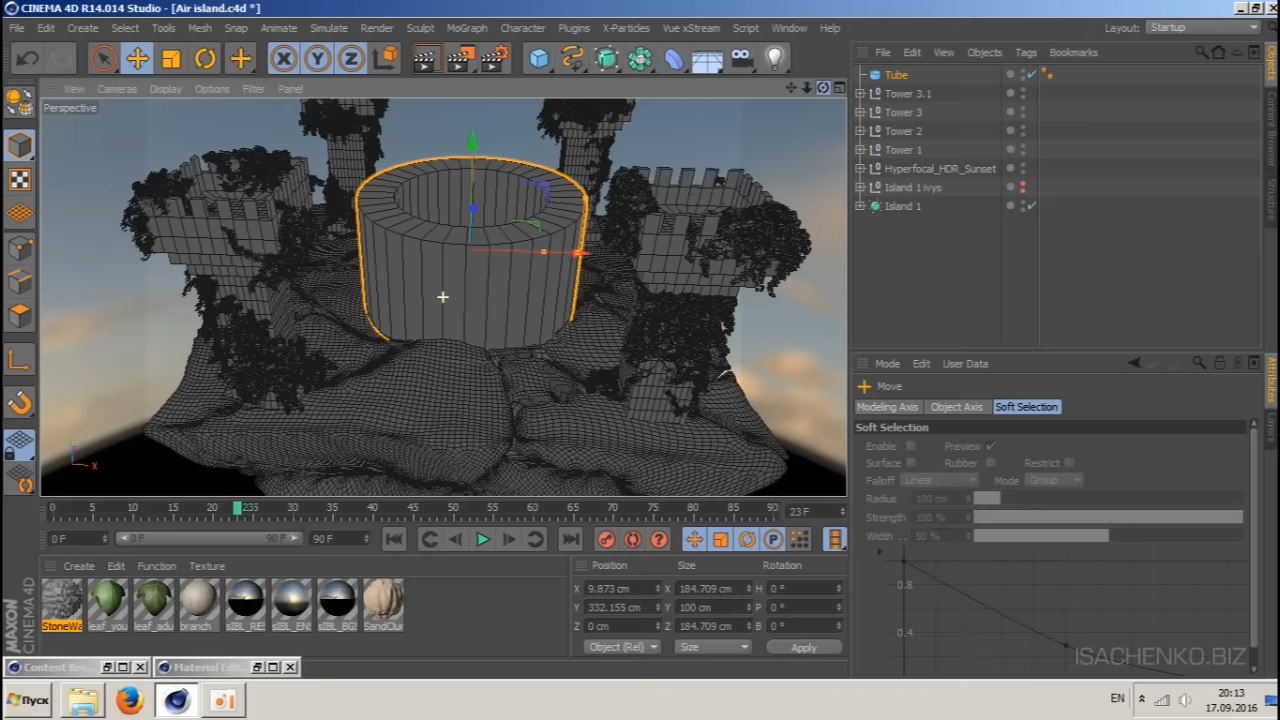 CINEMA 4D R14.014 Studio - [Air island.c4d *]
File Edit Create Select Tools Mesh Snap Animate Simulate Render Sculpt MoGraph Character Plugins X-Particles Vue xStream Script Window Help Layout: Startup
File Edit View Objects Tags Bookmarks
View Cameras Display Options Filter Panel
Perspective
Tube
Tower 3.1
Tower 3
Tower 2
Tower 1
Hyperfocal_HDR_Sunset
Island 1 ivys
Island 1
Objects
Content Browser
Structure
Mode Edit User Data
Move
Modeling Axis Object Axis Soft Selection
Soft Selection
Enable Preview
Surface Rubber Restrict
Falloff Linear Mode Group
Radius 100 cm
Strength 100 %
Width .. 50 %
0.8
0.4
Attributes
Layers
X
0 5 10 15 20 235 30 35 40 45 50 55 60 65 70 75 80 85 90 23 F
0 F 0 F 90 F 90 F
Create Edit Function Texture
StoneWa leaf_you leaf_adu branch sIBL_RE sIBL_EN sIBL_BG SandClur
Position Size Rotation
X 9.873 cm X 184.709 cm H 0 °
Y 332.155 cm Y 100 cm P 0 °
Z 0 cm Z 184.709 cm B 0 °
Object (Rel) Size Apply
MAXON
CINEMA 4D
ISACHENKO.BIZ
Content Bro... Material Edit...
Пуск
EN
20:13
17.09.2016